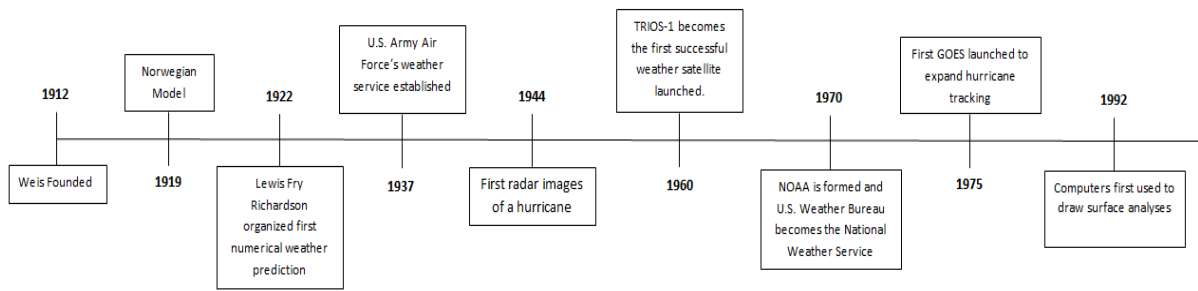 1912
Weis Founded
Norwegian
Model
1919
1922
Lewis Fry
Richardson
organized first
numerical weather
prediction
U.S. Army Air
Force's weather
service established
1937
1944
First radar images
of a hurricane
TRIOS-1 becomes
the first successful
weather satellite
launched.
1960
1970
NOAA is formed and
U.S. Weather Bureau
becomes the National
Weather Service
First GOES launched to
expand hurricane
tracking
1975
1992
Computers first used to
draw surface analyses